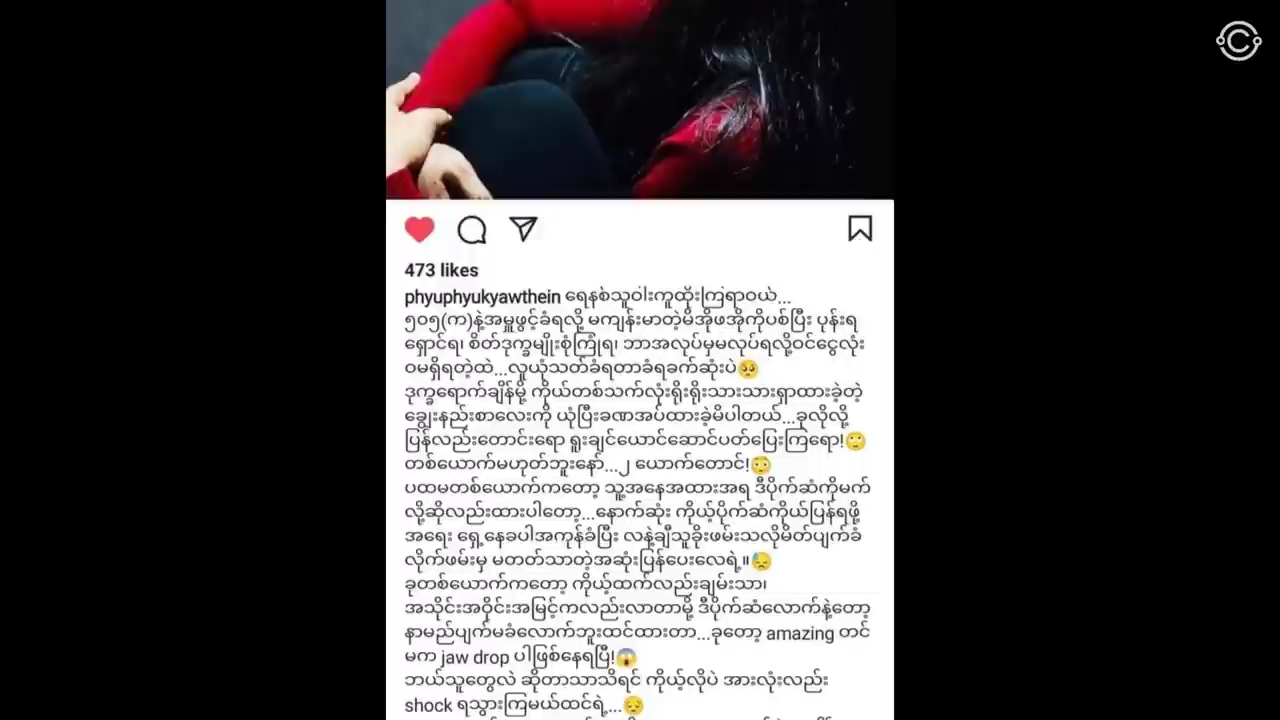 473 likes
phyuphyukyawthein ရေနစ်သူဝါးကူထိုးကြရာဝယ်...
၅၀၅(က)နဲ့အမှုဖွင့်ခံရလို့ မကျန်းမာတဲ့မိအိုဖအိုကိုပစ်ပြီး ပုန်းရ
ရှောင်ရ၊ စိတ်ဒုက္ခမျိုးစုံကြုံရ၊ ဘာအလုပ်မှမလုပ်ရလို့ဝင်ငွေလုံး
ဝမရှိရတဲ့ထဲ...လူယုံသတ်ခံရတာခံရခက်ဆုံးပဲ🥺
ဒုက္ခရောက်ချိန်မို့ ကိုယ်တစ်သက်လုံးရိုးရိုးသားသားရှာထားခဲ့တဲ့
ချွေးနည်းစာလေးကို ယုံပြီးခဏအပ်ထားခဲ့မိပါတယ်...ခုလိုလို့
ပြန်လည်းတောင်းရော ရူးချင်ယောင်ဆောင်ပတ်ပြေးကြရော!🙄
တစ်ယောက်မဟုတ်ဘူးနော်...၂ ယောက်တောင်!😳
ပထမတစ်ယောက်ကတော့ သူ့အနေအထားအရ ဒီပိုက်ဆံကိုမက်
လို့ဆိုလည်းထားပါတော့...နောက်ဆုံး ကိုယ့်ပိုက်ဆံကိုယ်ပြန်ရဖို့
အရေး ရှေ့နေခပါအကုန်ခံပြီး လနဲ့ချီသူခိုးဖမ်းသလိုမိတ်ပျက်ခံ
လိုက်ဖမ်းမှ မတတ်သာတဲ့အဆုံးပြန်ပေးလေရဲ့။😓
ခုတစ်ယောက်ကတော့ ကိုယ့်ထက်လည်းချမ်းသာ၊
အသိုင်းအဝိုင်းအမြင့်ကလည်းလာတာမို့ ဒီပိုက်ဆံလောက်နဲ့တော့
နာမည်ပျက်မခံလောက်ဘူးထင်ထားတာ...ခုတော့ amazing တင်
မက jaw drop ပါဖြစ်နေရပြီ!😱
ဘယ်သူတွေလဲ ဆိုတာသာသိရင် ကိုယ့်လိုပဲ အားလုံးလည်း
shock ရသွားကြမယ်ထင်ရဲ့...😔